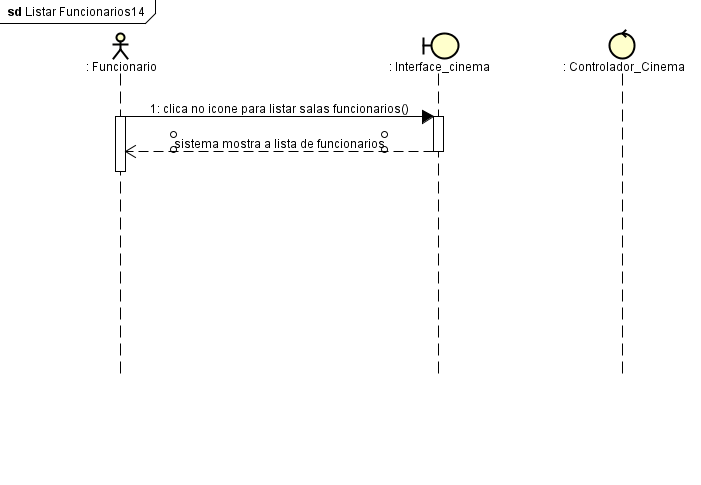 sd Listar Funcionarios14
: Funcionario
: Interface_cinema
: Controlador_Cinema
1: clica no icone para listar salas funcionarios()
sistema mostra a lista de funcionarios